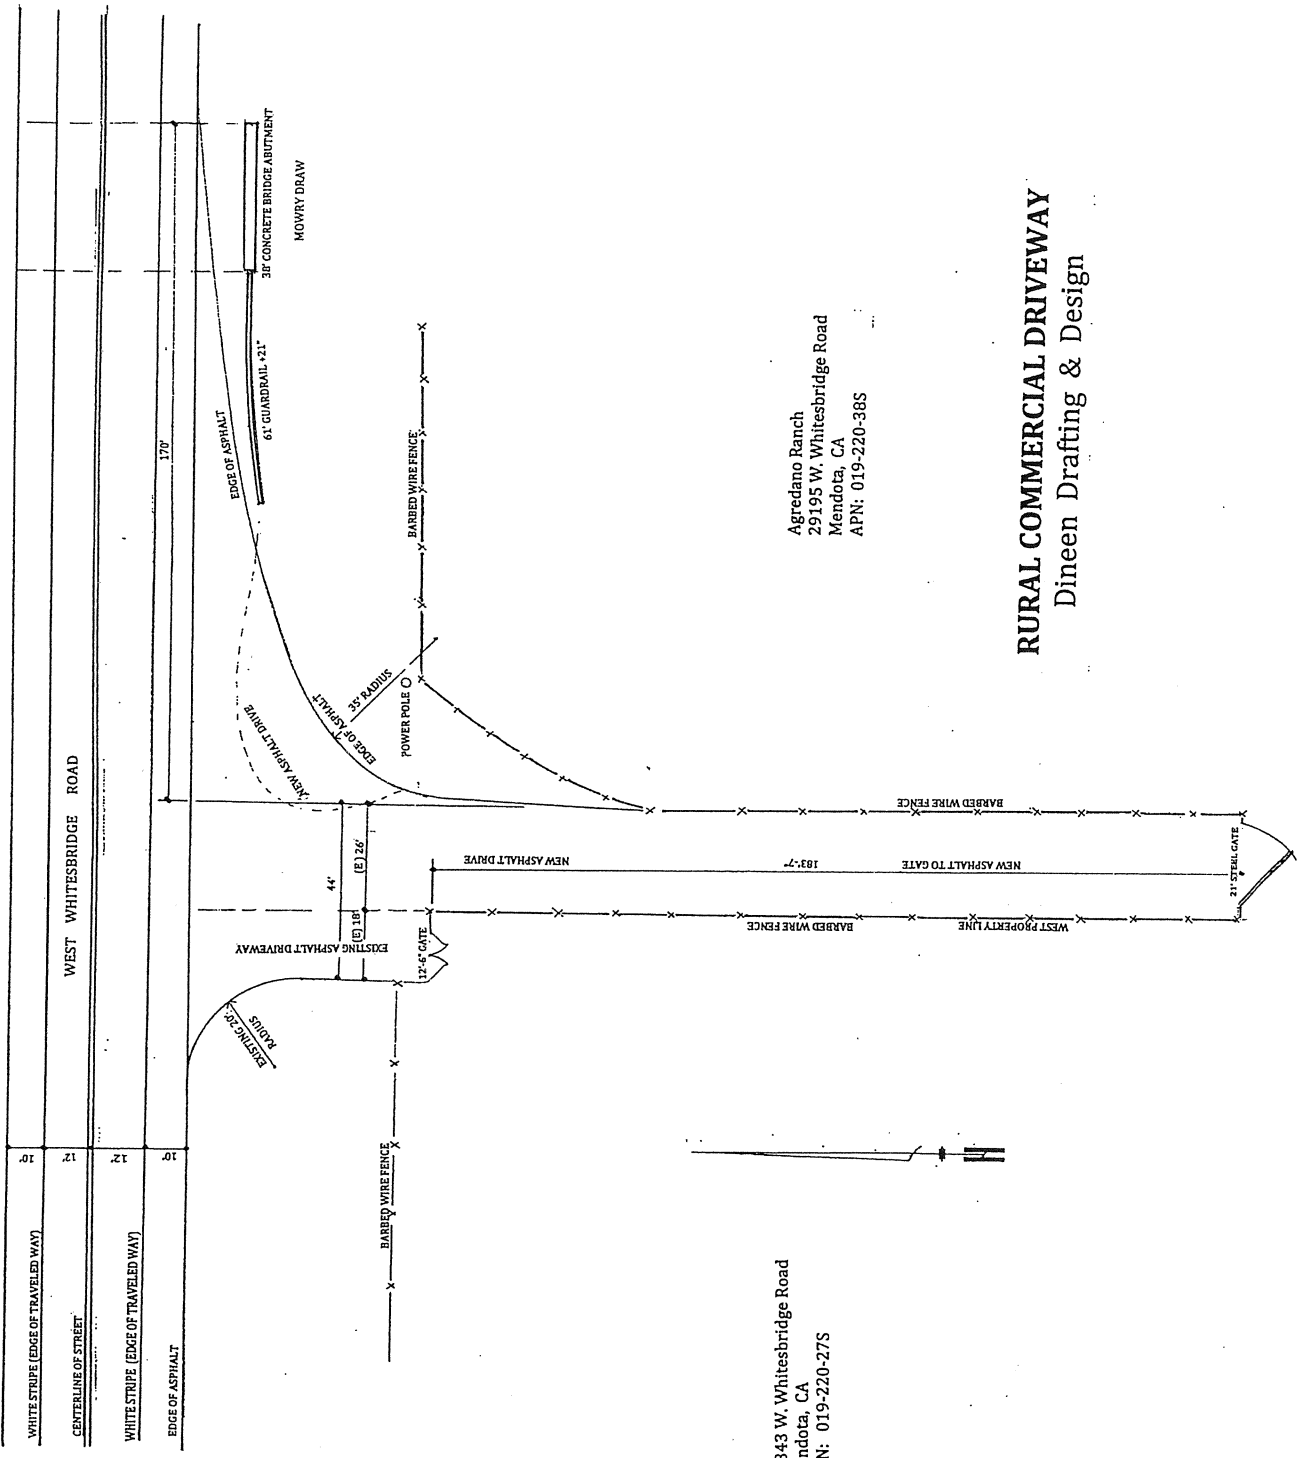 WHITE STRIPE (EDGE OF TRAVELED WAY)
CENTERLINE OF STREET
WHITE STRIPE (EDGE OF TRAVELED WAY)
EDGE OF ASPHALT
10'
12'
12'
10'
WEST WHITESBRIDGE ROAD
170'
38' CONCRETE BRIDGE ABUTMENT
MOWRY DRAW
61' GUARDRAIL +21"
EDGE OF ASPHALT
BARBED WIRE FENCE
NEW ASPHALT DRIVE
EDGE OF ASPHALT
35' RADIUS
POWER POLE
44'
(E) 26'
(E) 18'
EXISTING ASPHALT DRIVEWAY
12'-6" GATE
EXISTING 20'
RADIUS
BARBED WIRE FENCE
NEW ASPHALT DRIVE
183'-7"
NEW ASPHALT TO GATE
BARBED WIRE FENCE
BARBED WIRE FENCE
WEST PROPERTY LINE
21' STEEL GATE
Agredano Ranch
29195 W. Whitesbridge Road
Mendota, CA
APN: 019-220-38S
RURAL COMMERCIAL DRIVEWAY
Dineen Drafting & Design
343 W. Whitesbridge Road
ndota, CA
N: 019-220-27S